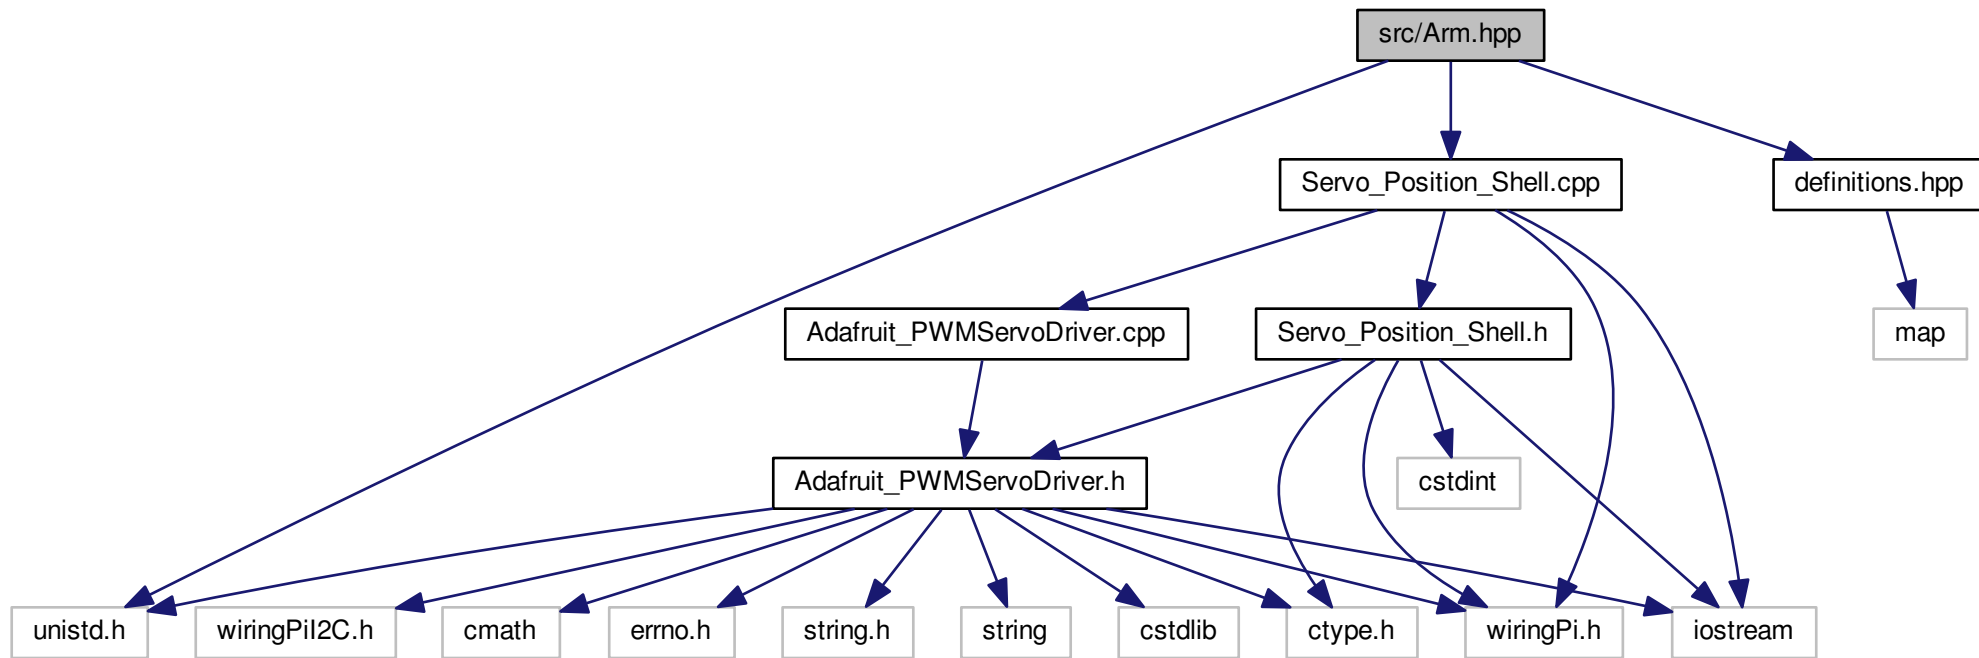 src/Arm.hpp
Servo_Position_Shell.cpp
definitions.hpp
Adafruit_PWMServoDriver.cpp
Servo_Position_Shell.h
map
Adafruit_PWMServoDriver.h
cstdint
unistd.h
wiringPiI2C.h
cmath
errno.h
string.h
string
cstdlib
ctype.h
wiringPi.h
iostream